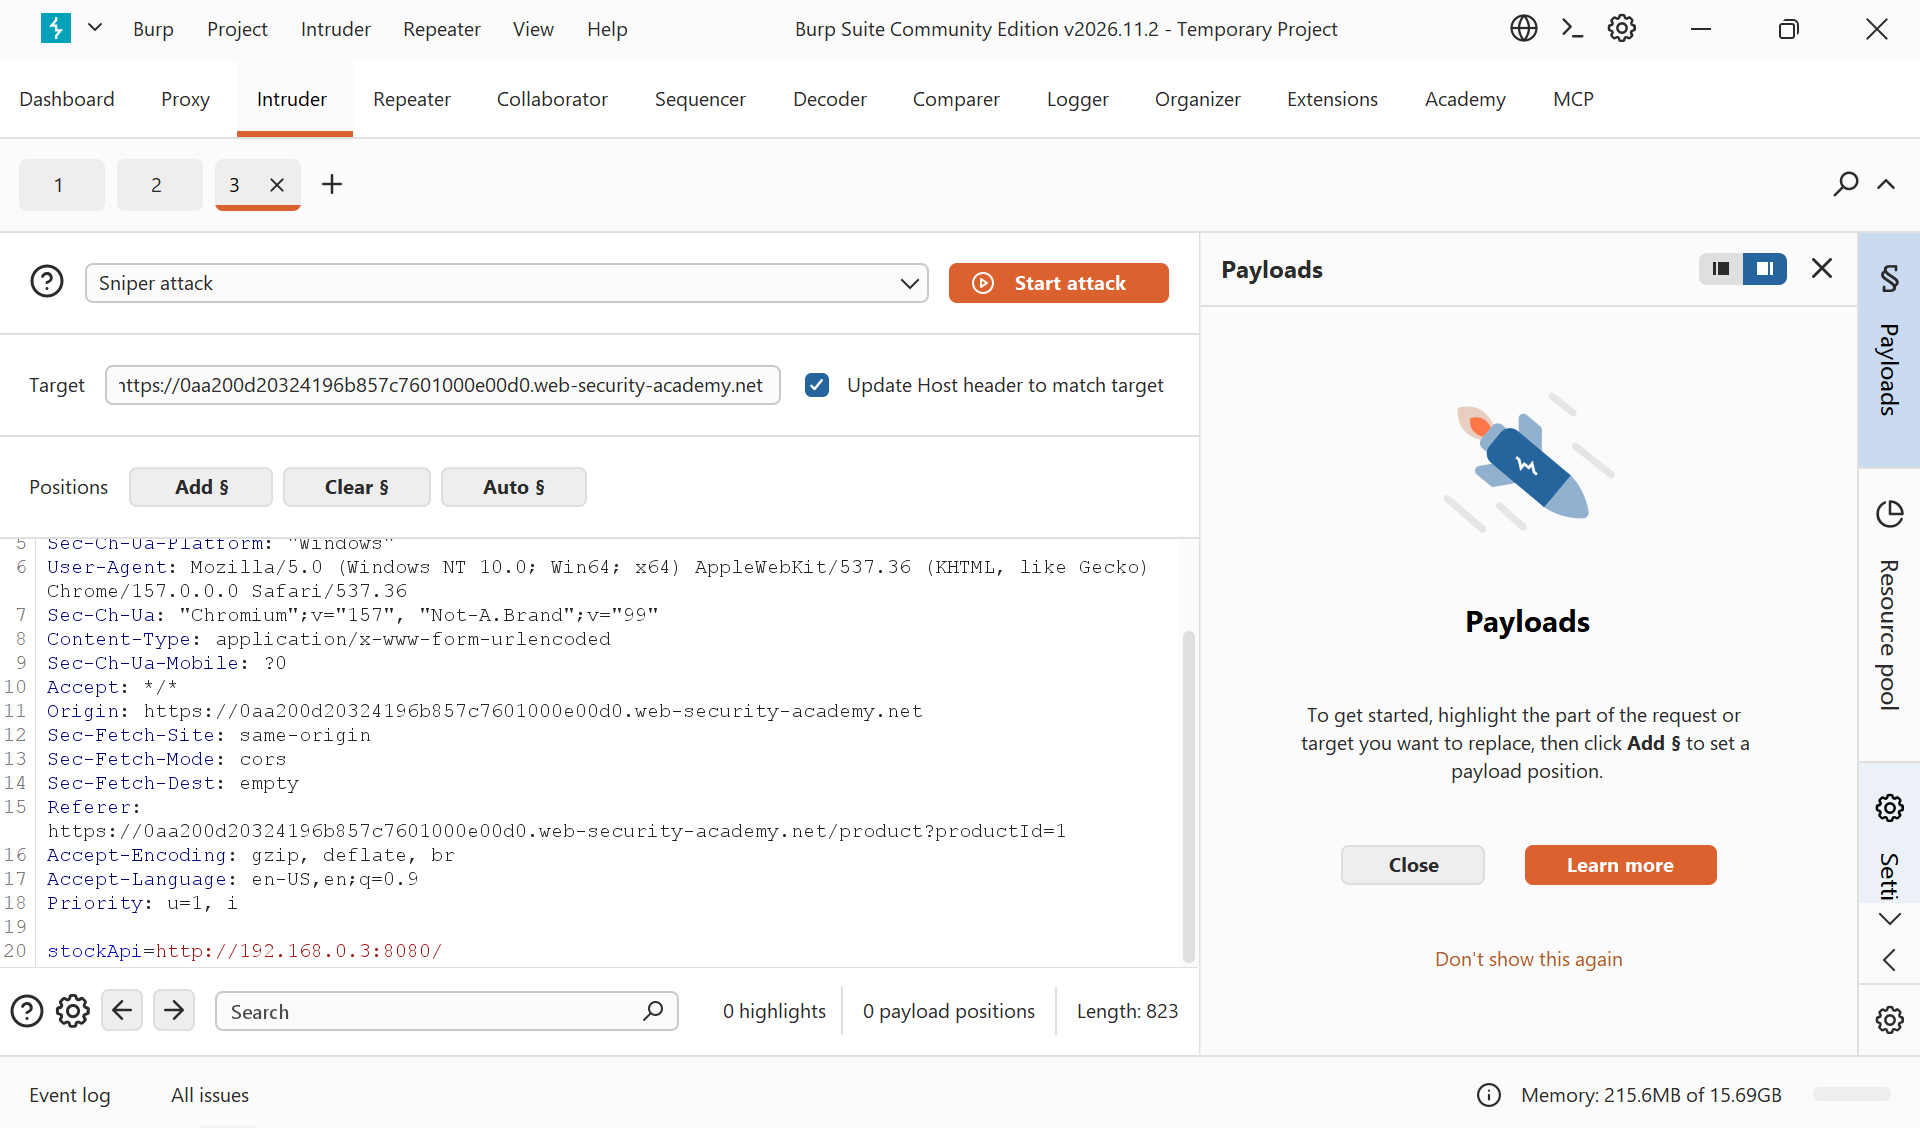 Burp Project Intruder Repeater View Help
Burp Suite Community Edition v2026.11.2 - Temporary Project
Dashboard Proxy Intruder Repeater Collaborator Sequencer Decoder Comparer Logger Organizer Extensions Academy MCP
1 2 3
Sniper attack
Start attack
Target
https://0aa200d20324196b857c7601000e00d0.web-security-academy.net
Update Host header to match target
Positions Add § Clear § Auto §
5 Sec-Ch-Ua-Platform: "Windows"
6 User-Agent: Mozilla/5.0 (Windows NT 10.0; Win64; x64) AppleWebKit/537.36 (KHTML, like Gecko)
Chrome/157.0.0.0 Safari/537.36
7 Sec-Ch-Ua: "Chromium";v="157", "Not-A.Brand";v="99"
8 Content-Type: application/x-www-form-urlencoded
9 Sec-Ch-Ua-Mobile: ?0
10 Accept: */*
11 Origin: https://0aa200d20324196b857c7601000e00d0.web-security-academy.net
12 Sec-Fetch-Site: same-origin
13 Sec-Fetch-Mode: cors
14 Sec-Fetch-Dest: empty
15 Referer:
https://0aa200d20324196b857c7601000e00d0.web-security-academy.net/product?productId=1
16 Accept-Encoding: gzip, deflate, br
17 Accept-Language: en-US,en;q=0.9
18 Priority: u=1, i
19
20 stockApi=http://192.168.0.3:8080/
Search
0 highlights
0 payload positions
Length: 823
Payloads
Payloads
To get started, highlight the part of the request or
target you want to replace, then click Add § to set a
payload position.
Close
Learn more
Don't show this again
§
Payloads
Resource pool
Setti
Event log
All issues
Memory: 215.6MB of 15.69GB